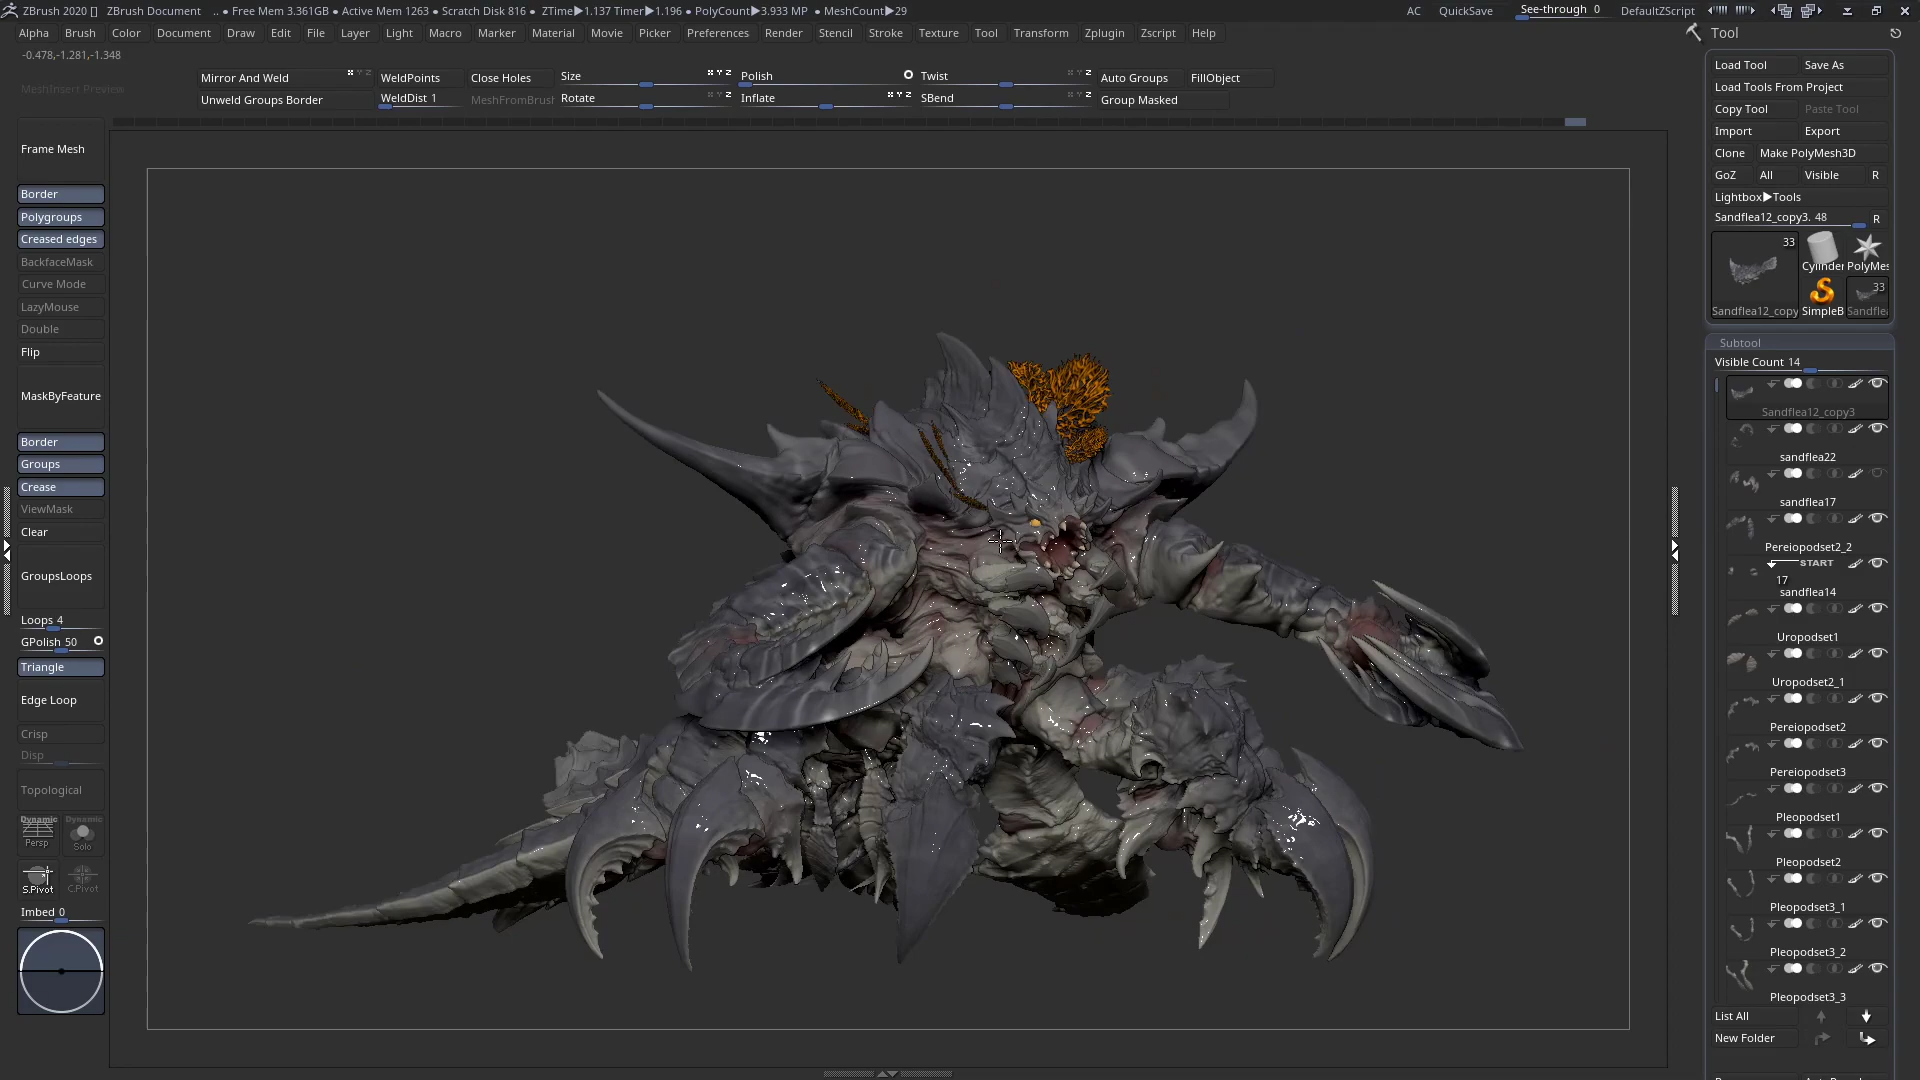 ZBrush 2020 [] ZBrush Document .. ● Free Mem 3.361GB ● Active Mem 1263 ● Scratch Disk 816 ● ZTime▶1.137 Timer▶1.196 ● PolyCount▶3.933 MP ● MeshCount▶29 AC QuickSave See-through 0 DefaultZScript
Alpha Brush Color Document Draw Edit File Layer Light Macro Marker Material Movie Picker Preferences Render Stencil Stroke Texture Tool Transform Zplugin Zscript Help
-0.478,-1.281,-1.348
MeshInsert Preview
Mirror And Weld WeldPoints Close Holes Size Polish Twist Auto Groups FillObject
Unweld Groups Border WeldDist 1 MeshFromBrush Rotate Inflate SBend Group Masked
Frame Mesh
Border
Polygroups
Creased edges
BackfaceMask
Curve Mode
LazyMouse
Double
Flip
MaskByFeature
Border
Groups
Crease
ViewMask
Clear
GroupsLoops
Loops 4
GPolish 50
Triangle
Edge Loop
Crisp
Disp
Topological
Dynamic Dynamic
Persp Solo
S.Pivot C.Pivot
Imbed 0
Tool
Load Tool Save As
Load Tools From Project
Copy Tool Paste Tool
Import Export
Clone Make PolyMesh3D
GoZ All Visible R
Lightbox▶Tools
Sandflea12_copy3. 48 R
33
Cylinder PolyMes
33
Sandflea12_copy SimpleB Sandflea
Subtool
Visible Count 14
Sandflea12_copy3
sandflea22
sandflea17
Pereiopodset2_2
START
17
sandflea14
Uropodset1
Uropodset2_1
Pereiopodset2
Pereiopodset3
Pleopodset1
Pleopodset2
Pleopodset3_1
Pleopodset3_2
Pleopodset3_3
List All
New Folder